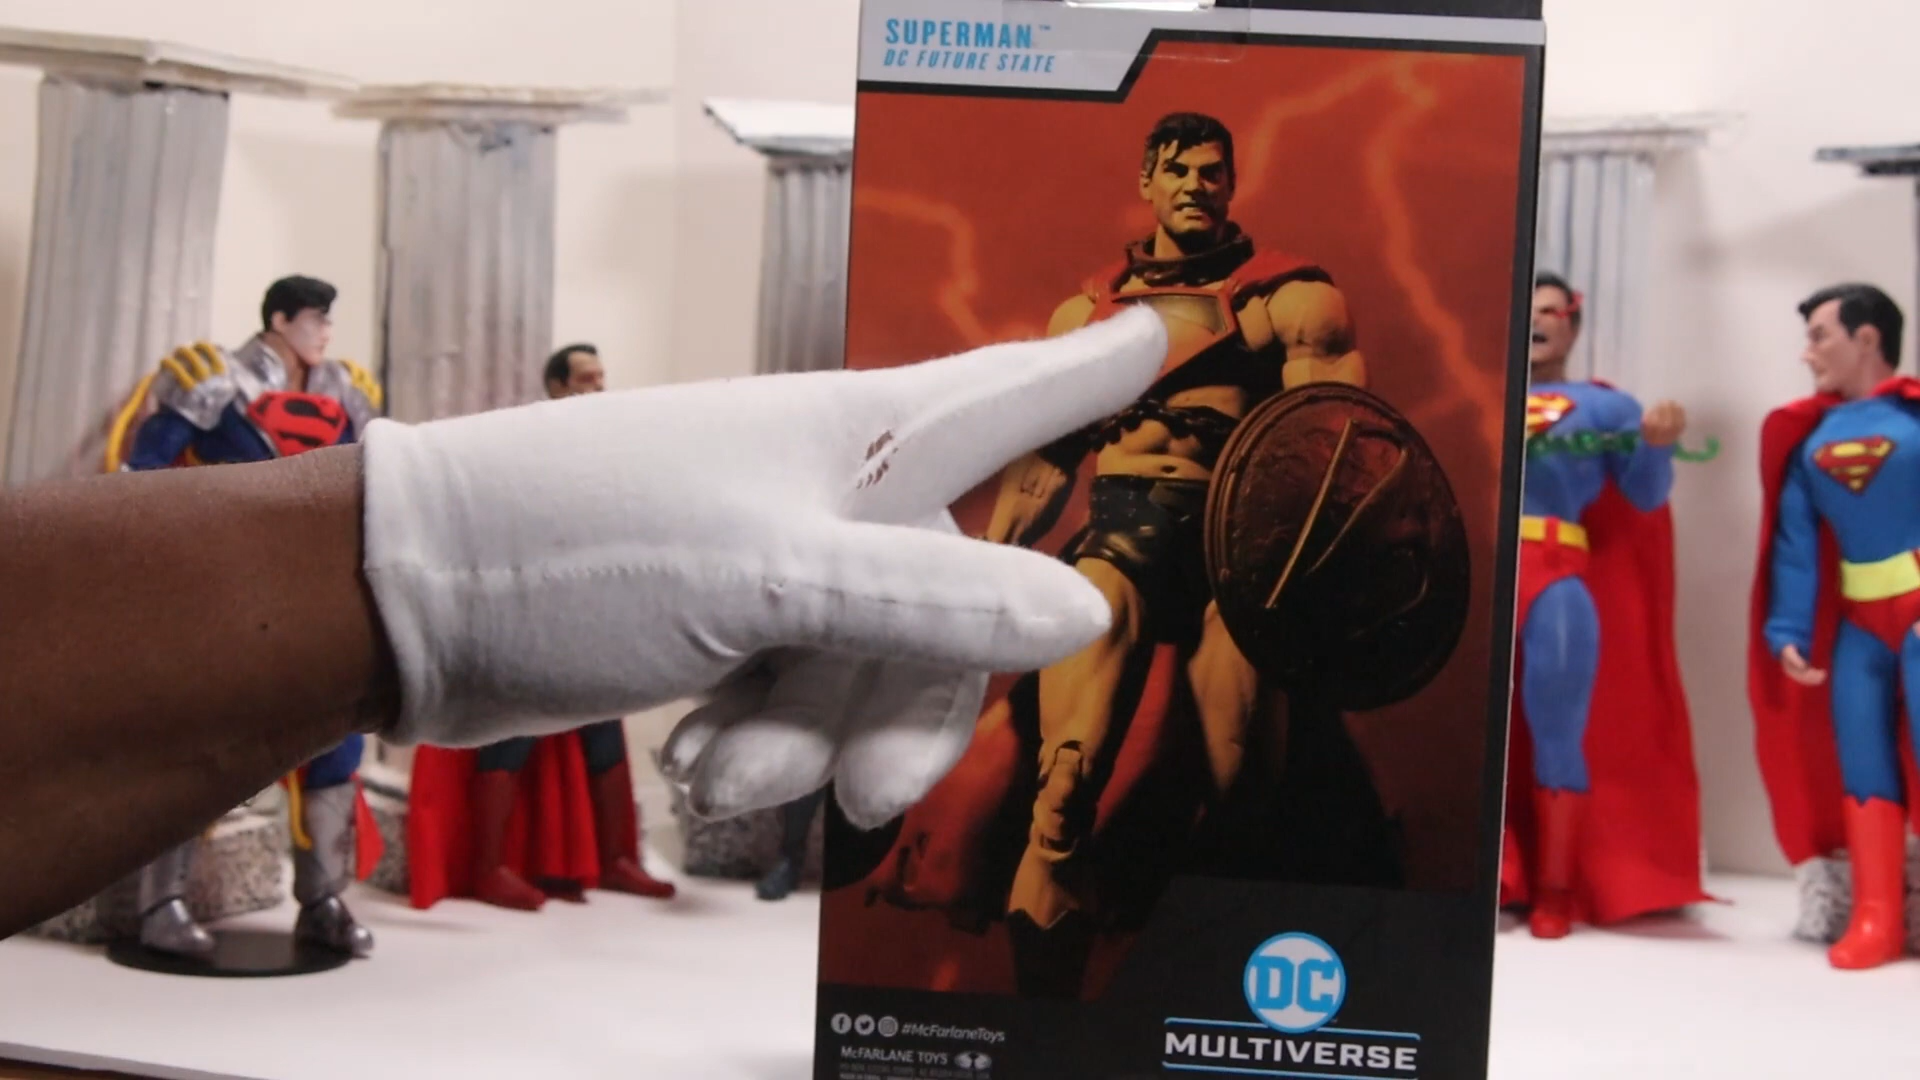 SUPERMAN™
DC FUTURE STATE
DC
MULTIVERSE
#McFarlaneToys
McFARLANE TOYS